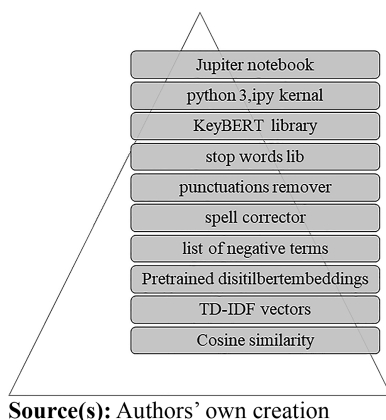 Jupiter notebook
python 3,ipy kernal
KeyBERT library
stop words lib
punctuations remover
spell corrector
list of negative terms
Pretrained disitilbertembeddings
TD-IDF vectors
Cosine similarity
Source(s): Authors' own creation